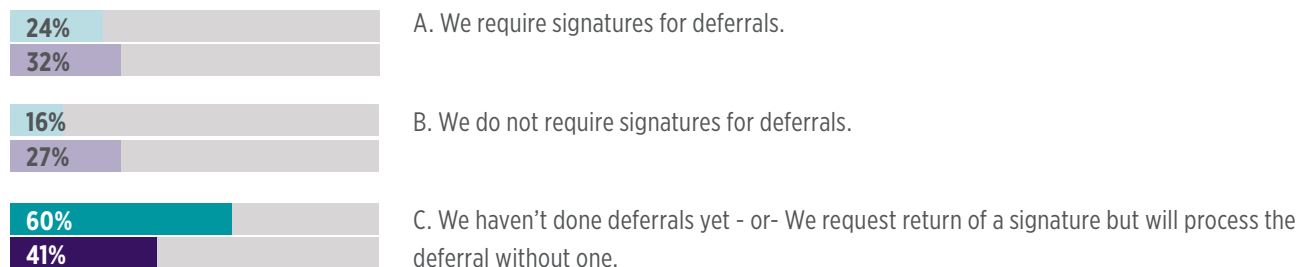 24%
A. We require signatures for deferrals.
32%
16%
B. We do not require signatures for deferrals.
27%
60%
C. We haven’t done deferrals yet - or- We request return of a signature but will process the
41%
deferral without one.